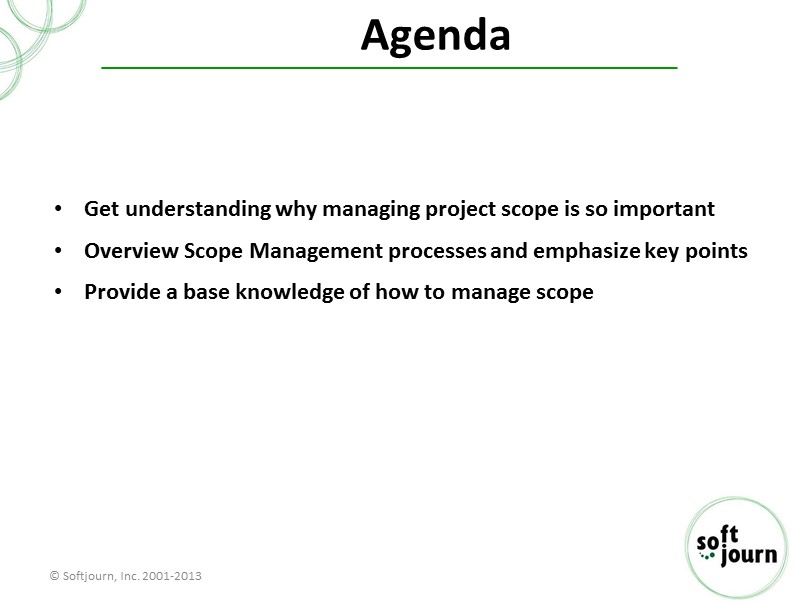 Agenda
• Get understanding why managing project scope is so important
• Overview Scope Management processes and emphasize key points
• Provide a base knowledge of how to manage scope
soft
journ
© Softjourn, Inc. 2001-2013